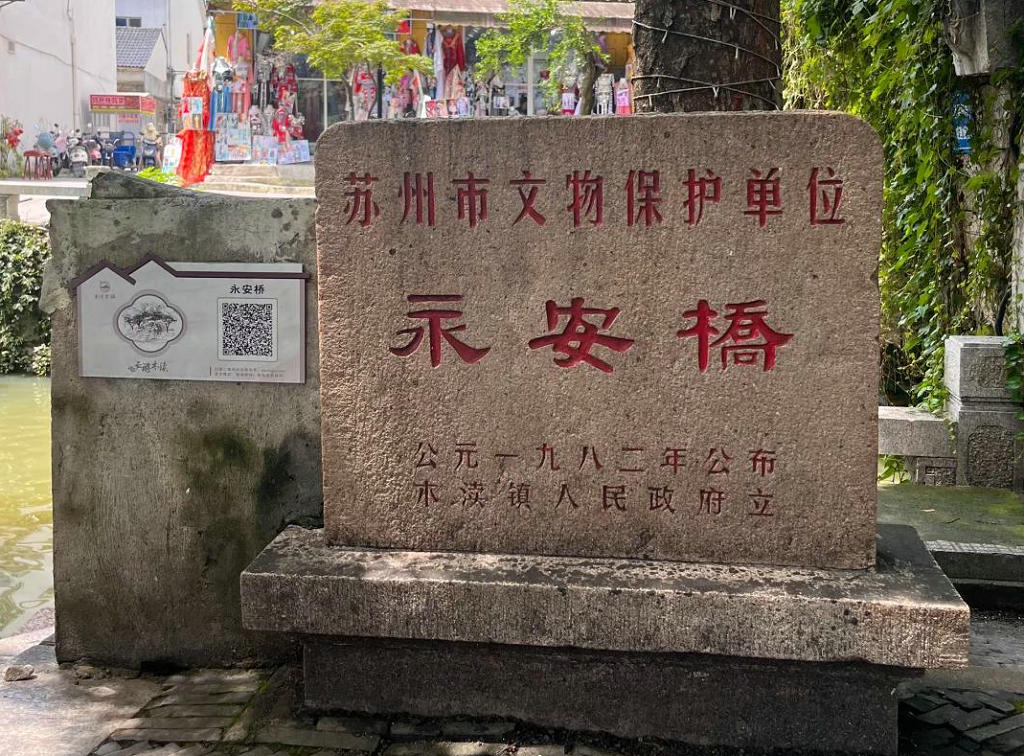 苏州市文物保护单位
永安橋
公元一九八二年公布
木渎镇人民政府立
永安桥